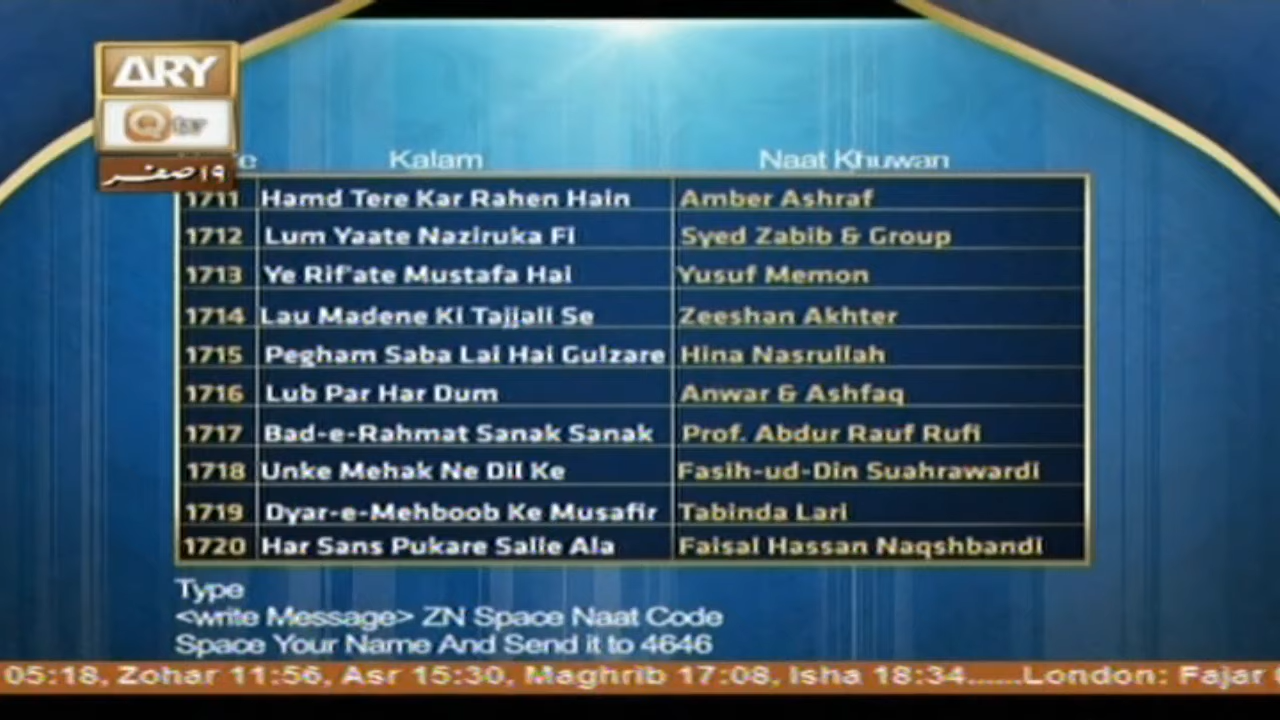 ARY
Qtv
۱۹ صفر
Kalam Naat Khuwan
1711 Hamd Tere Kar Rahen Hain Amber Ashraf
1712 Lum Yaate Naziruka Fi Syed Zabib & Group
1713 Ye Rif'ate Mustafa Hai Yusuf Memon
1714 Lau Madene Ki Tajjali Se Zeeshan Akhter
1715 Pegham Saba Lai Hai Gulzare Hina Nasrullah
1716 Lub Par Har Dum Anwar & Ashfaq
1717 Bad-e-Rahmat Sanak Sanak Prof. Abdur Rauf Rufi
1718 Unke Mehak Ne Dil Ke Fasih-ud-Din Suahrawardi
1719 Dyar-e-Mehboob Ke Musafir Tabinda Lari
1720 Har Sans Pukare Salle Ala Faisal Hassan Naqshbandi
Type
<write Message> ZN Space Naat Code
Space Your Name And Send it to 4646
05:18, Zohar 11:56, Asr 15:30, Maghrib 17:08, Isha 18:34......London: Fajar